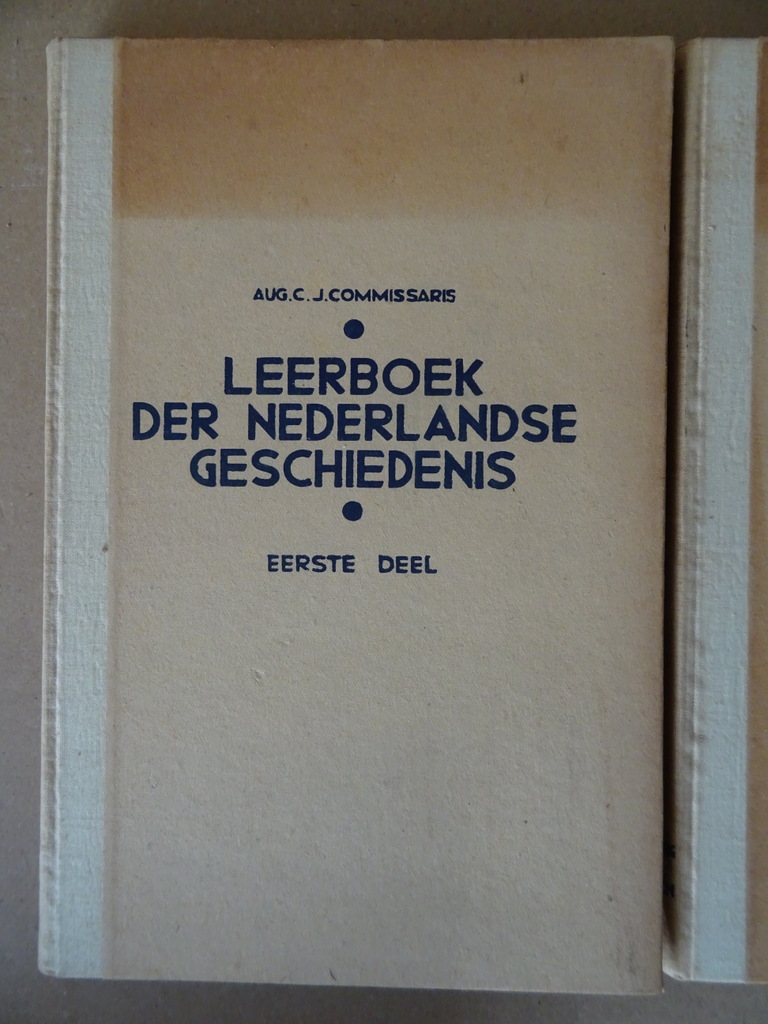 AUG.C.J.COMMISSARIS
LEERBOEK
DER NEDERLANDSE
GESCHIEDENIS
EERSTE DEEL